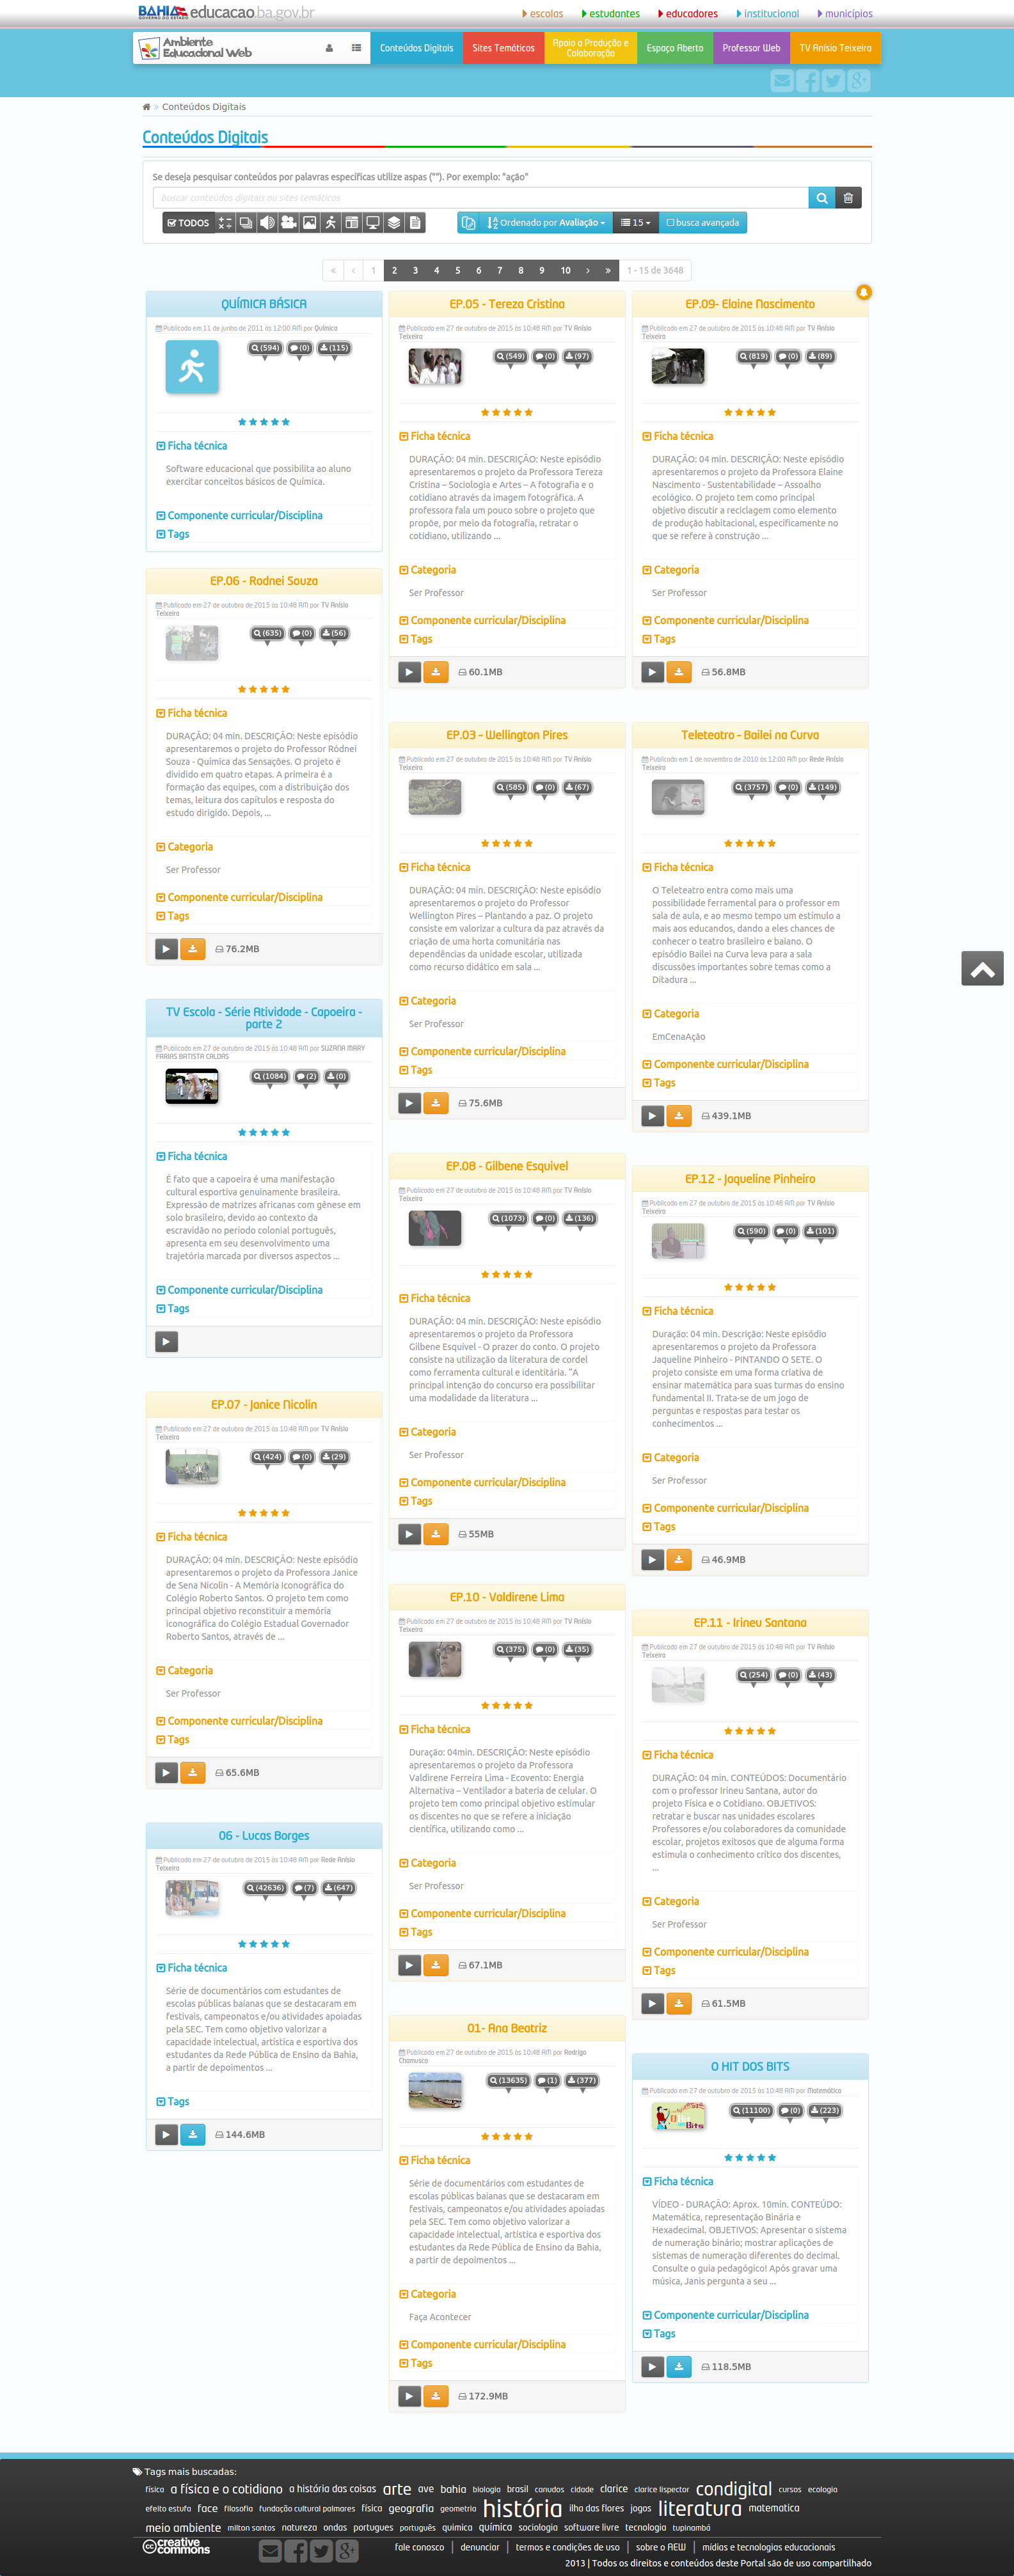 BAHIA GOVERNO DO ESTADO educacao.ba.gov.br
escolas estudantes educadores institucional municípios
Ambiente Educacional Web
Conteúdos Digitais Sites Temáticos Apoio a Produção e Colaboração Espaço Aberto Professor Web TV Anísio Teixeira
» Conteúdos Digitais
Conteúdos Digitais
Se deseja pesquisar conteúdos por palavras específicas utilize aspas (""). Por exemplo: "ação"
buscar conteúdos digitais ou sites temáticos
TODOS Ordenado por Avaliação 15 busca avançada
« ‹ 1 2 3 4 5 6 7 8 9 10 › » 1 - 15 de 3648
QUÍMICA BÁSICA
Publicado em 11 de junho de 2011 às 12:00 AM por Química
(594) (0) (115)
Ficha técnica
Software educacional que possibilita ao aluno
exercitar conceitos básicos de Química.
Componente curricular/Disciplina
Tags
EP.06 - Rodnei Souza
Publicado em 27 de outubro de 2015 às 10:48 AM por TV Anísio
Teixeira
(635) (0) (56)
Ficha técnica
DURAÇÃO: 04 min. DESCRIÇÃO: Neste episódio
apresentaremos o projeto do Professor Ródnei
Souza - Química das Sensações. O projeto é
dividido em quatro etapas. A primeira é a
formação das equipes, com a distribuição dos
temas, leitura dos capítulos e resposta do
estudo dirigido. Depois, ...
Categoria
Ser Professor
Componente curricular/Disciplina
Tags
76.2MB
TV Escola - Série Atividade - Capoeira -
parte 2
Publicado em 27 de outubro de 2015 às 10:48 AM por SUZANA MARY
FARIAS BATISTA CALDAS
(1084) (2) (0)
Ficha técnica
É fato que a capoeira é uma manifestação
cultural esportiva genuinamente brasileira.
Expressão de matrizes africanas com gênese em
solo brasileiro, devido ao contexto da
escravidão no período colonial português,
apresenta em seu desenvolvimento uma
trajetória marcada por diversos aspectos ...
Componente curricular/Disciplina
Tags
EP.07 - Janice Nicolin
Publicado em 27 de outubro de 2015 às 10:48 AM por TV Anísio
Teixeira
(424) (0) (29)
Ficha técnica
DURAÇÃO: 04 min. DESCRIÇÃO: Neste episódio
apresentaremos o projeto da Professora Janice
de Sena Nicolin - A Memória Iconográfica do
Colégio Roberto Santos. O projeto tem como
principal objetivo reconstituir a memória
iconográfica do Colégio Estadual Governador
Roberto Santos, através de ...
Categoria
Ser Professor
Componente curricular/Disciplina
Tags
65.6MB
06 - Lucas Borges
Publicado em 27 de outubro de 2015 às 10:48 AM por Rede Anísio
Teixeira
(42636) (7) (647)
Ficha técnica
Série de documentários com estudantes de
escolas públicas baianas que se destacaram em
festivais, campeonatos e/ou atividades apoiadas
pela SEC. Tem como objetivo valorizar a
capacidade intelectual, artística e esportiva dos
estudantes da Rede Pública de Ensino da Bahia,
a partir de depoimentos ...
Tags
144.6MB
EP.05 - Tereza Cristina
Publicado em 27 de outubro de 2015 às 10:48 AM por TV Anísio
Teixeira
(549) (0) (97)
Ficha técnica
DURAÇÃO: 04 min. DESCRIÇÃO: Neste episódio
apresentaremos o projeto da Professora Tereza
Cristina – Sociologia e Artes – A fotografia e o
cotidiano através da imagem fotográfica. A
professora fala um pouco sobre o projeto que
propõe, por meio da fotografia, retratar o
cotidiano, utilizando ...
Categoria
Ser Professor
Componente curricular/Disciplina
Tags
60.1MB
EP.03 – Wellington Pires
Publicado em 27 de outubro de 2015 às 10:48 AM por TV Anísio
Teixeira
(585) (0) (67)
Ficha técnica
DURAÇÃO: 04 min. DESCRIÇÃO: Neste episódio
apresentaremos o projeto do Professor
Wellington Pires – Plantando a paz. O projeto
consiste em valorizar a cultura da paz através da
criação de uma horta comunitária nas
dependências da unidade escolar, utilizada
como recurso didático em sala ...
Categoria
Ser Professor
Componente curricular/Disciplina
Tags
75.6MB
EP.08 - Gilbene Esquivel
Publicado em 27 de outubro de 2015 às 10:48 AM por TV Anísio
Teixeira
(1073) (0) (136)
Ficha técnica
DURAÇÃO: 04 min. DESCRIÇÃO: Neste episódio
apresentaremos o projeto da Professora
Gilbene Esquivel - O prazer do conto. O projeto
consiste na utilização da literatura de cordel
como ferramenta cultural e identitária. "A
principal intenção do concurso era possibilitar
uma modalidade da literatura ...
Categoria
Ser Professor
Componente curricular/Disciplina
Tags
55MB
EP.10 - Valdirene Lima
Publicado em 27 de outubro de 2015 às 10:48 AM por TV Anísio
Teixeira
(375) (0) (35)
Ficha técnica
Duração: 04min. DESCRIÇÃO: Neste episódio
apresentaremos o projeto da Professora
Valdirene Ferreira Lima - Ecovento: Energia
Alternativa – Ventilador a bateria de celular. O
projeto tem como principal objetivo estimular
os discentes no que se refere a iniciação
científica, utilizando como ...
Categoria
Ser Professor
Componente curricular/Disciplina
Tags
67.1MB
01- Ana Beatriz
Publicado em 27 de outubro de 2015 às 10:48 AM por Rodrigo
Chamusca
(13635) (1) (377)
Ficha técnica
Série de documentários com estudantes de
escolas públicas baianas que se destacaram em
festivais, campeonatos e/ou atividades apoiadas
pela SEC. Tem como objetivo valorizar a
capacidade intelectual, artística e esportiva dos
estudantes da Rede Pública de Ensino da Bahia,
a partir de depoimentos ...
Categoria
Faça Acontecer
Componente curricular/Disciplina
Tags
172.9MB
EP.09- Elaine Nascimento
Publicado em 27 de outubro de 2015 às 10:48 AM por TV Anísio
Teixeira
(819) (0) (89)
Ficha técnica
DURAÇÃO: 04 min. DESCRIÇÃO: Neste episódio
apresentaremos o projeto da Professora Elaine
Nascimento - Sustentabilidade – Assoalho
ecológico. O projeto tem como principal
objetivo discutir a reciclagem como elemento
de produção habitacional, especificamente no
que se refere à construção ...
Categoria
Ser Professor
Componente curricular/Disciplina
Tags
56.8MB
Teleteatro – Bailei na Curva
Publicado em 1 de novembro de 2010 às 12:00 AM por Rede Anísio
Teixeira
(3757) (0) (149)
Ficha técnica
O Teleteatro entra como mais uma
possibilidade ferramental para o professor em
sala de aula, e ao mesmo tempo um estímulo a
mais aos educandos, dando a eles chances de
conhecer o teatro brasileiro e baiano. O
episódio Bailei na Curva leva para a sala
discussões importantes sobre temas como a
Ditadura ...
Categoria
EmCenaAção
Componente curricular/Disciplina
Tags
439.1MB
EP.12 - Jaqueline Pinheiro
Publicado em 27 de outubro de 2015 às 10:48 AM por TV Anísio
Teixeira
(590) (0) (101)
Ficha técnica
Duração: 04 min. Descrição: Neste episódio
apresentaremos o projeto da Professora
Jaqueline Pinheiro - PINTANDO O SETE. O
projeto consiste em uma forma criativa de
ensinar matemática para suas turmas do ensino
fundamental II. Trata-se de um jogo de
perguntas e respostas para testar os
conhecimentos ...
Categoria
Ser Professor
Componente curricular/Disciplina
Tags
46.9MB
EP.11 - Irineu Santana
Publicado em 27 de outubro de 2015 às 10:48 AM por TV Anísio
Teixeira
(254) (0) (43)
Ficha técnica
DURAÇÃO: 04 min. CONTEÚDOS: Documentário
com o professor Irineu Santana, autor do
projeto Física e o Cotidiano. OBJETIVOS:
retratar e buscar nas unidades escolares
Professores e/ou colaboradores da comunidade
escolar, projetos exitosos que de alguma forma
estimula o conhecimento crítico dos discentes,
...
Categoria
Ser Professor
Componente curricular/Disciplina
Tags
61.5MB
O HIT DOS BITS
Publicado em 27 de outubro de 2015 às 10:48 AM por Matemática
(11100) (0) (223)
Ficha técnica
VÍDEO - DURAÇÃO: Aprox. 10min. CONTEÚDO:
Matemática, representação Binária e
Hexadecimal. OBJETIVOS: Apresentar o sistema
de numeração binário; mostrar aplicações de
sistemas de numeração diferentes do decimal.
Consulte o guia pedagógico! Após gravar uma
música, Janis pergunta a seu ...
Componente curricular/Disciplina
Tags
118.5MB
Tags mais buscadas:
física a física e o cotidiano a história das coisas arte ave bahia biologia brasil canudos cidade clarice clarice lispector condigital cursos ecologia
efeito estufa face filosofia fundação cultural palmares física geografia geometria história ilha das flores jogos literatura matematica
meio ambiente milton santos natureza ondas portugues português quimica química sociologia software livre tecnologia tupinambá
creative commons
fale conosco | denunciar | termos e condições de uso | sobre o AEW | mídias e tecnologias educacionais
2013 | Todos os direitos e conteúdos deste Portal são de uso compartilhado